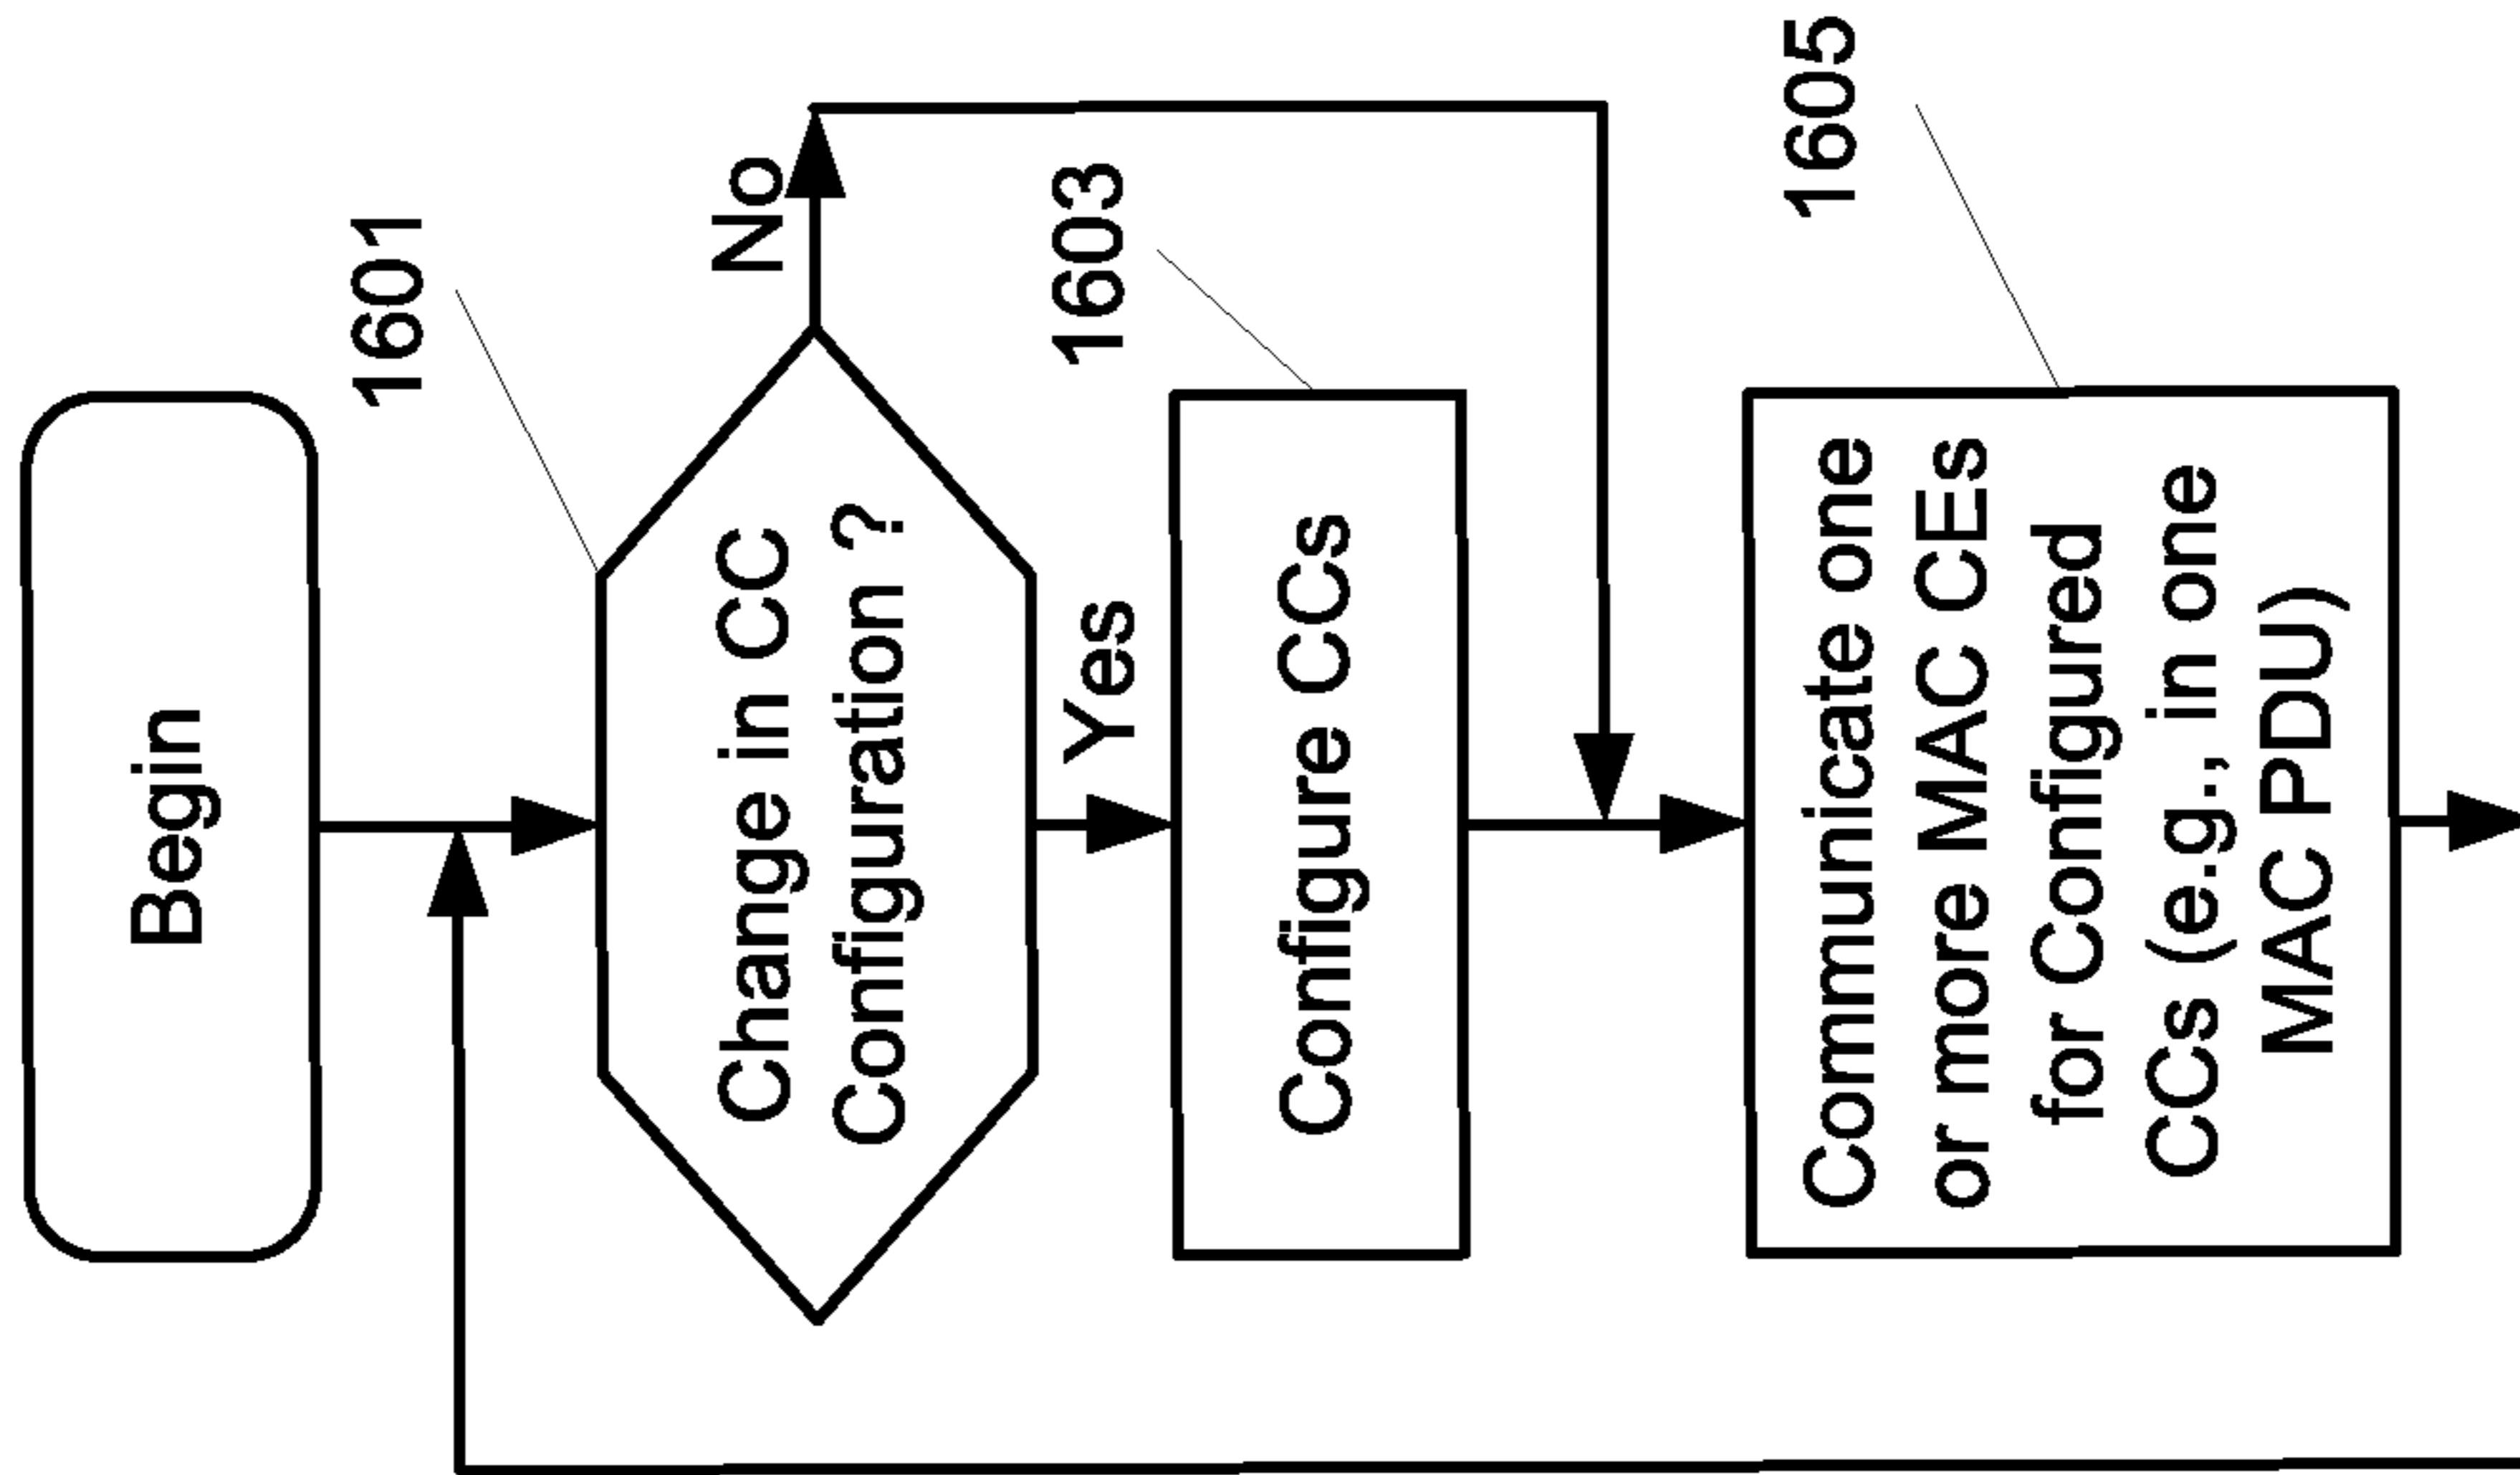 Begin
1601
Change in CC
Configuration ?
No
Yes
1603
Configure CCs
1605
Communicate one
or more MAC CEs
for Configured
CCs (e.g., in one
MAC PDU)